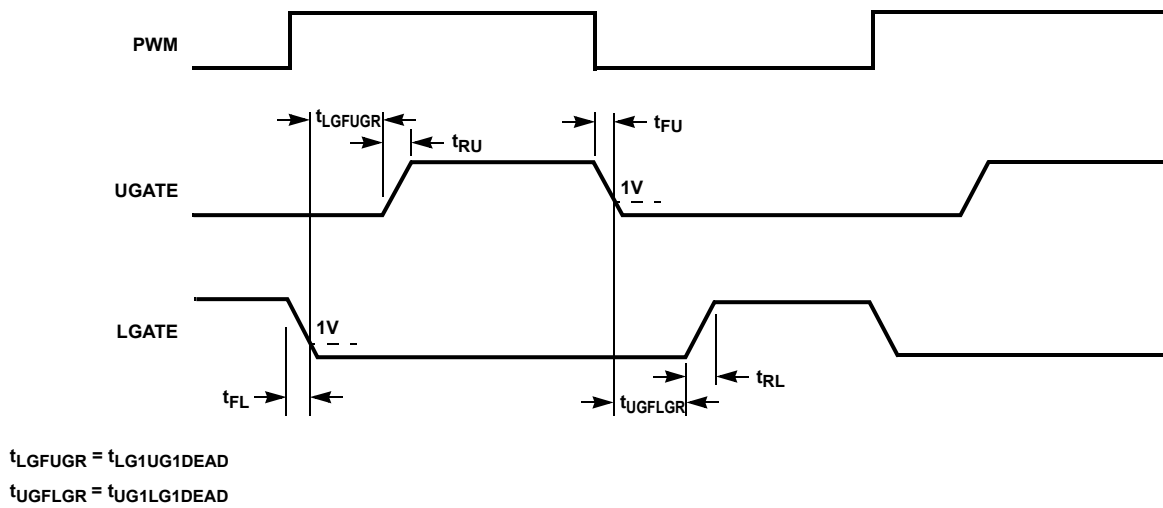 PWM
tLGFUGR
tFU
tRU
UGATE
1V
LGATE
1V
tFL
tRL
tUGFLGR
tLGFUGR = tLG1UG1DEAD
tUGFLGR = tUG1LG1DEAD